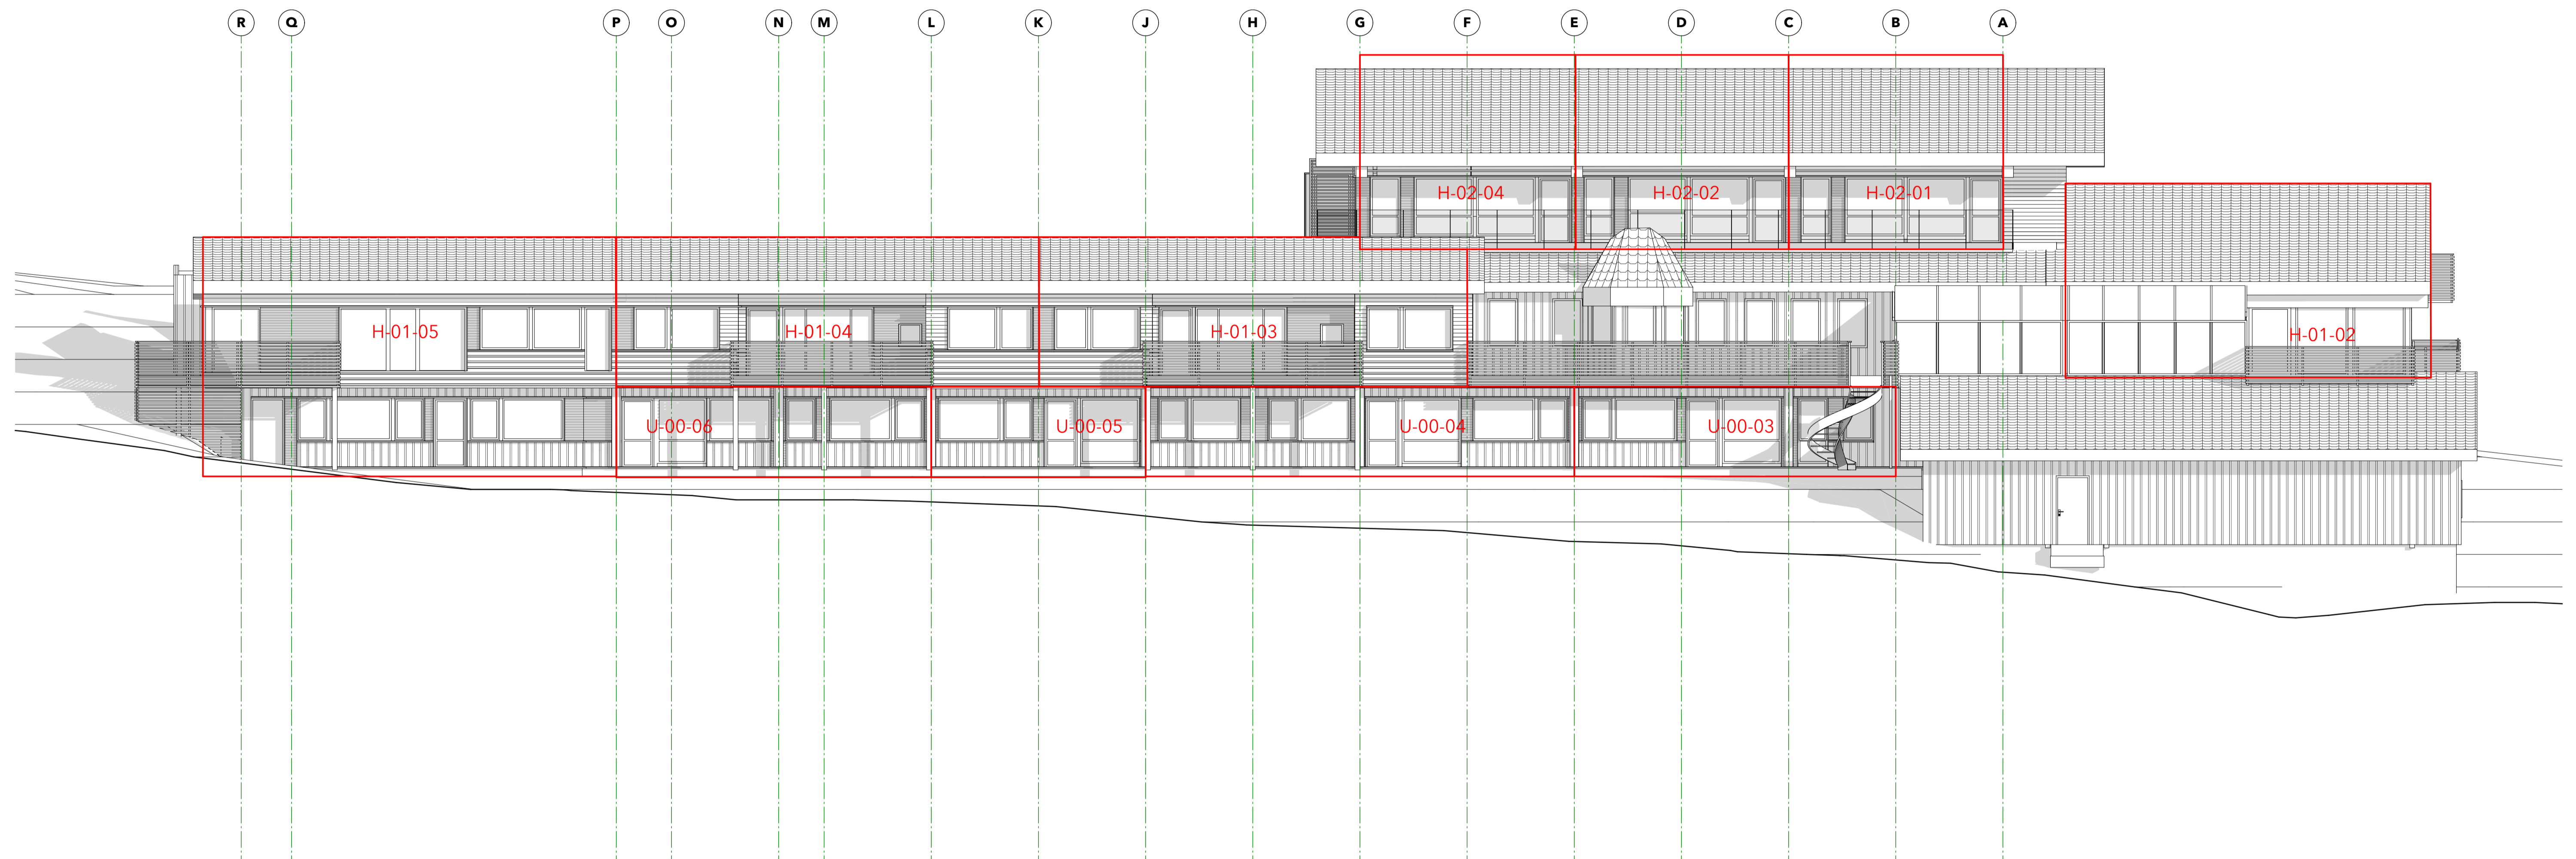 R Q P O N M L K J H G F E D C B A
H-02-04 H-02-02 H-02-01
H-01-05 H-01-04 H-01-03 H-01-02
U-00-06 U-00-05 U-00-04 U-00-03